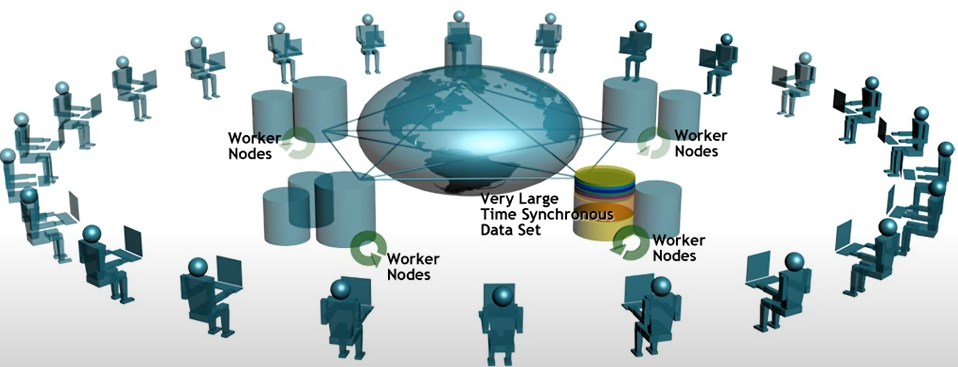 Worker
Nodes
Worker
Nodes
Very Large
Time Synchronous
Data Set
Worker
Nodes
Worker
Nodes